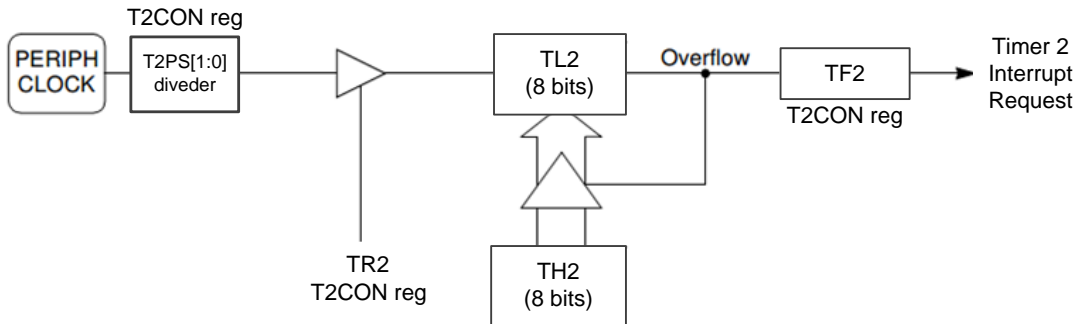 T2CON reg
PERIPH
CLOCK
T2PS[1:0]
diveder
TL2
(8 bits)
Overflow
TF2
T2CON reg
Timer 2
Interrupt
Request
TR2
T2CON reg
TH2
(8 bits)